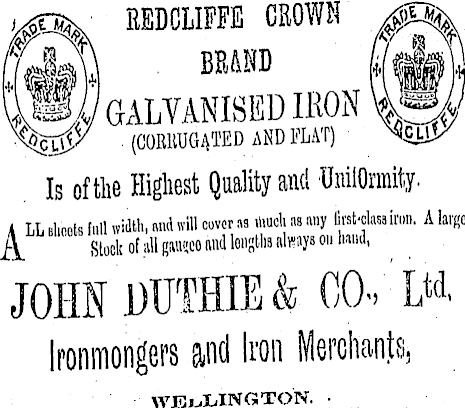 REDCLIFFE CROWN
BRAND
TRADE MARK
REDCLIFFE
TRADE MARK
REDCLIFFE
GALVANISED IRON
(CORRUGATED AND FLAT)
Is of the Highest Quality and Uniformity.
ALL sheets full width, and will cover as much as any first-class iron. A large
Stock of all gauges and lengths always on hand,
JOHN DUTHIE & CO., Ltd,
Ironmongers and Iron Merchants,
WELLINGTON.